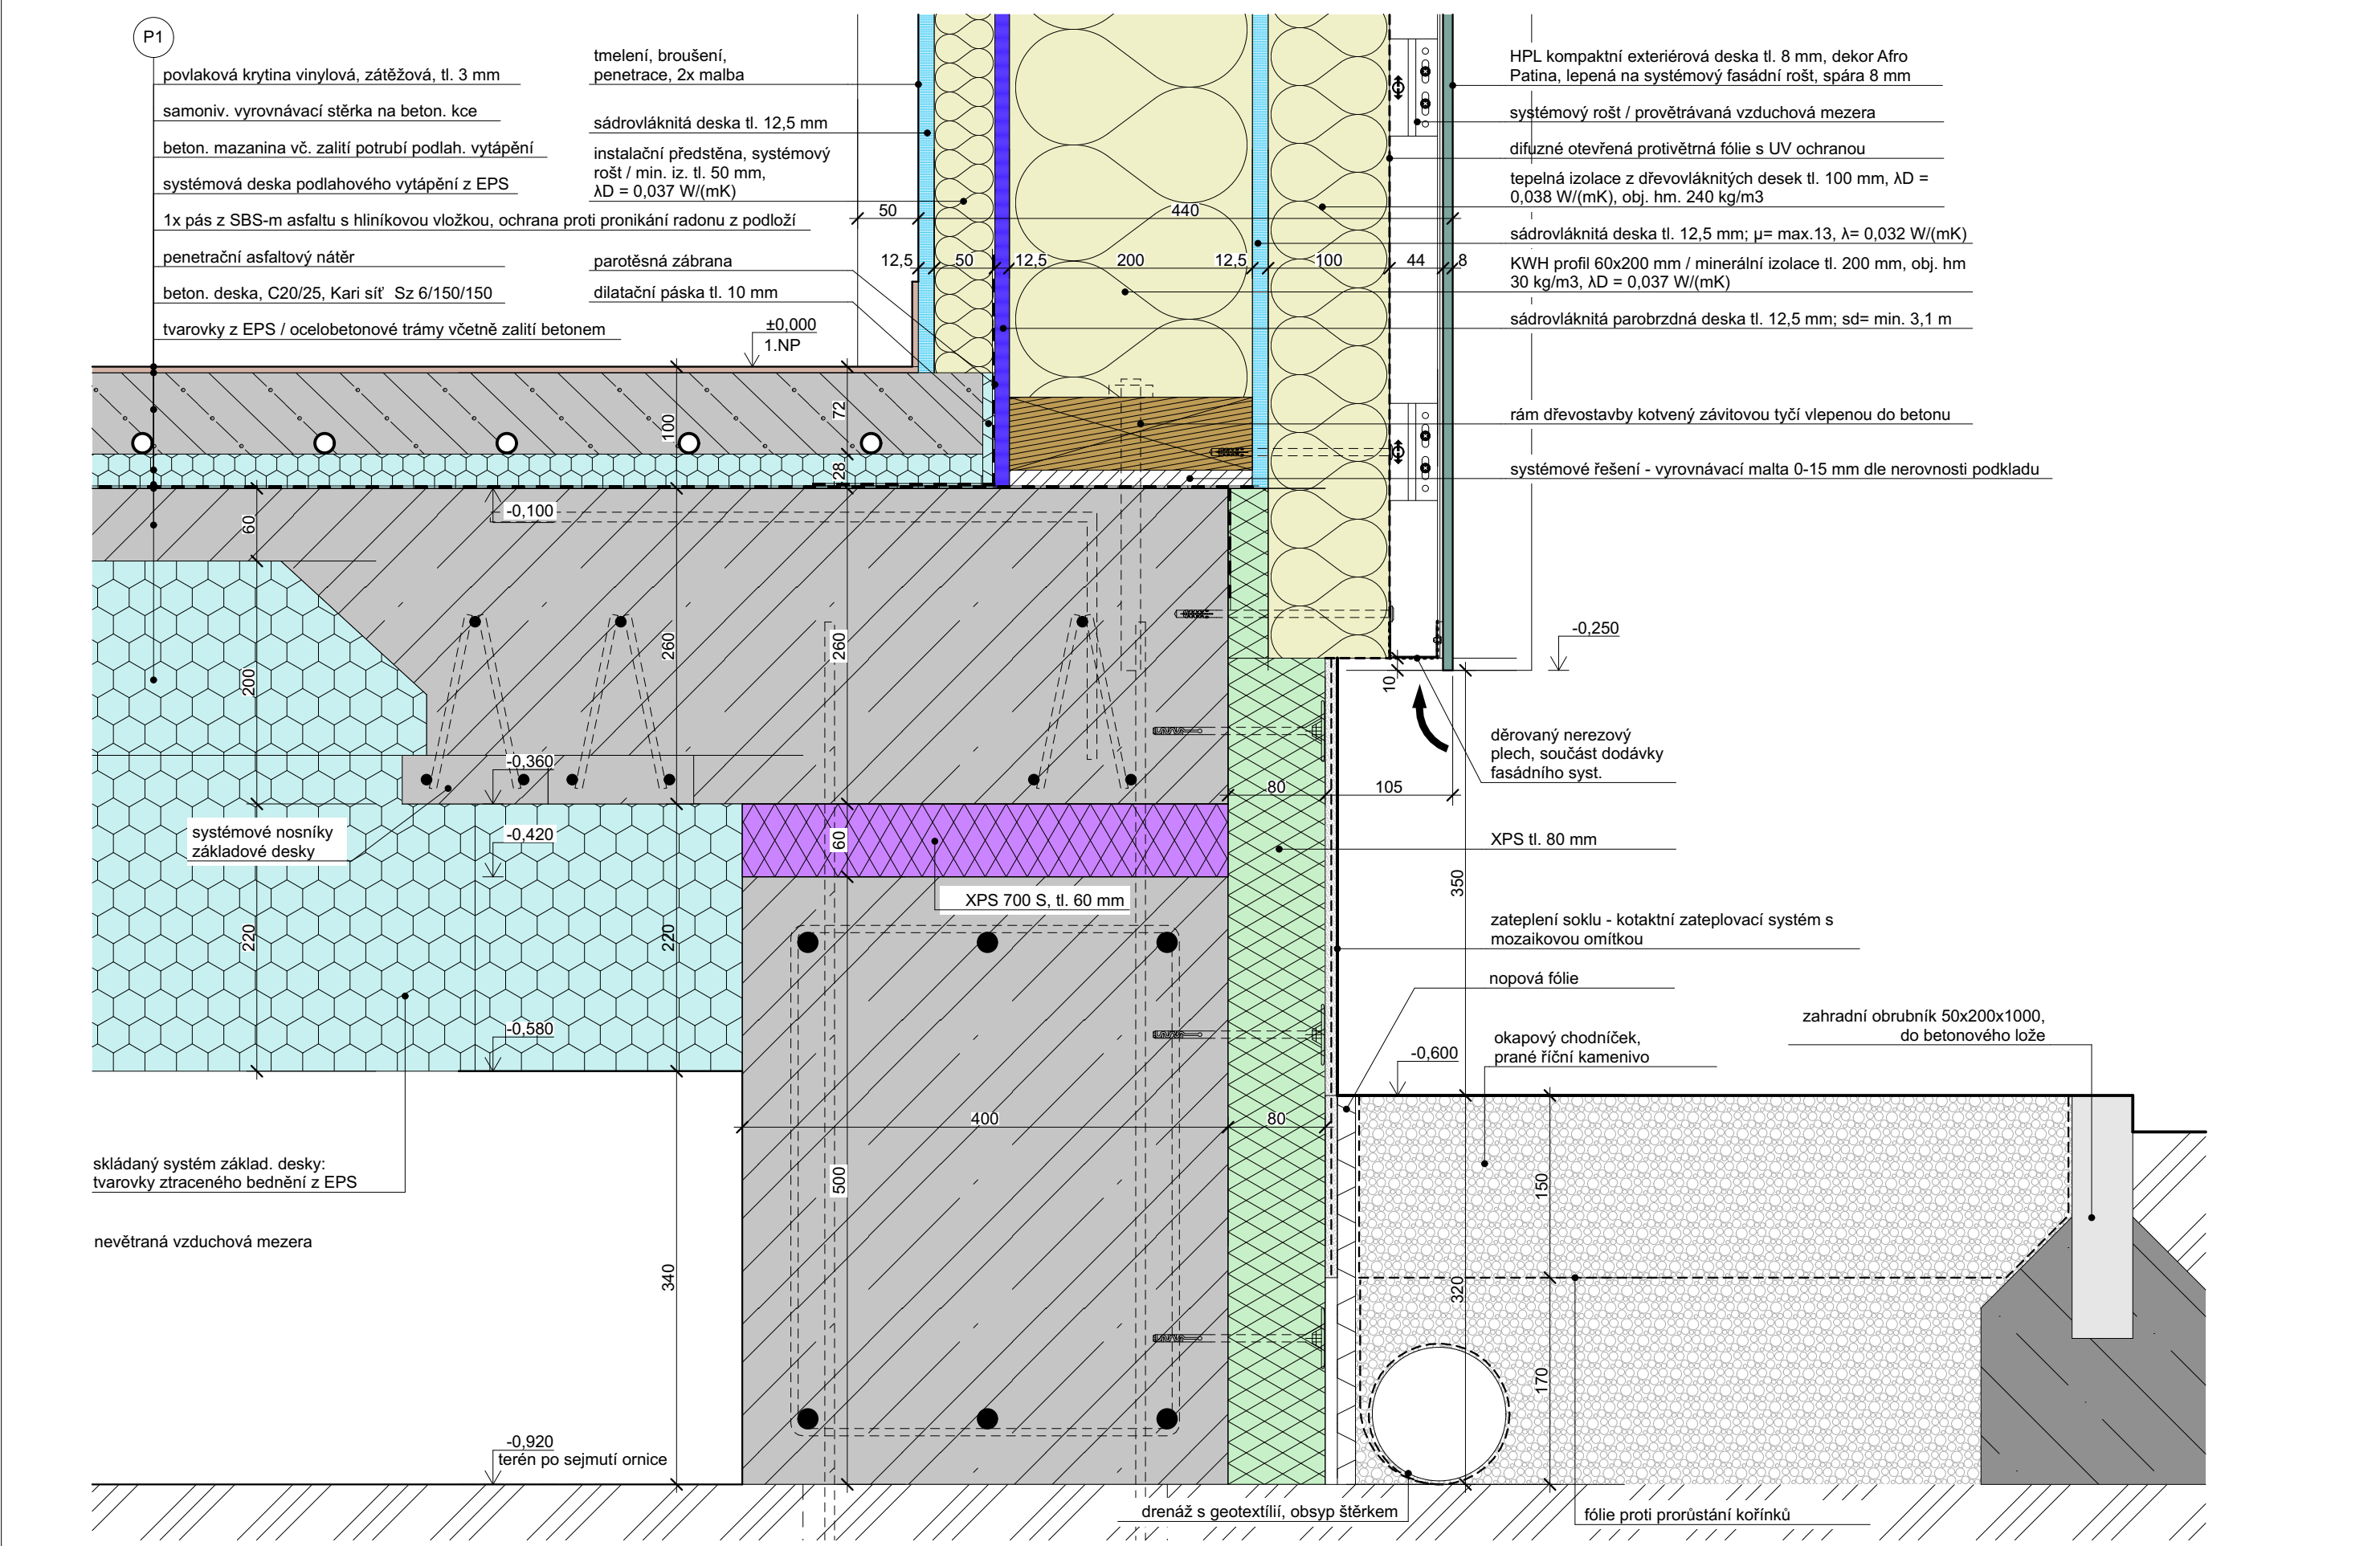 P1
povlaková krytina vinylová, zátěžová, tl. 3 mm
samoniv. vyrovnávací stěrka na beton. kce
beton. mazanina vč. zalití potrubí podlah. vytápění
systémová deska podlahového vytápění z EPS
1x pás z SBS-m asfaltu s hliníkovou vložkou, ochrana proti pronikání radonu z podloží
penetrační asfaltový nátěr
beton. deska, C20/25, Kari síť Sz 6/150/150
tvarovky z EPS / ocelobetonové trámy včetně zalití betonem
tmelení, broušení,
penetrace, 2x malba
sádrovláknitá deska tl. 12,5 mm
instalační předstěna, systémový
rošt / min. iz. tl. 50 mm,
λD = 0,037 W/(mK)
parotěsná zábrana
dilatační páska tl. 10 mm
±0,000
1.NP
50
440
12,5
50
12,5
200
12,5
100
44
8
HPL kompaktní exteriérová deska tl. 8 mm, dekor Afro
Patina, lepená na systémový fasádní rošt, spára 8 mm
systémový rošt / provětrávaná vzduchová mezera
difuzné otevřená protivětrná fólie s UV ochranou
tepelná izolace z dřevovláknitých desek tl. 100 mm, λD =
0,038 W/(mK), obj. hm. 240 kg/m3
sádrovláknitá deska tl. 12,5 mm; µ= max.13, λ= 0,032 W/(mK)
KWH profil 60x200 mm / minerální izolace tl. 200 mm, obj. hm
30 kg/m3, λD = 0,037 W/(mK)
sádrovláknitá parobrzdná deska tl. 12,5 mm; sd= min. 3,1 m
rám dřevostavby kotvený závitovou tyčí vlepenou do betonu
systémové řešení - vyrovnávací malta 0-15 mm dle nerovnosti podkladu
100
72
28
60
-0,100
200
260
260
-0,250
10
děrovaný nerezový
plech, součást dodávky
fasádního syst.
-0,360
80
105
systémové nosníky
základové desky
-0,420
60
XPS tl. 80 mm
XPS 700 S, tl. 60 mm
350
220
220
zateplení soklu - kotaktní zateplovací systém s
mozaikovou omítkou
nopová fólie
-0,580
-0,600
okapový chodníček,
prané říční kamenivo
zahradní obrubník 50x200x1000,
do betonového lože
400
80
skládaný systém základ. desky:
tvarovky ztraceného bednění z EPS
500
150
nevětraná vzduchová mezera
340
320
170
-0,920
terén po sejmutí ornice
drenáž s geotextílií, obsyp štěrkem
fólie proti prorůstání kořínků